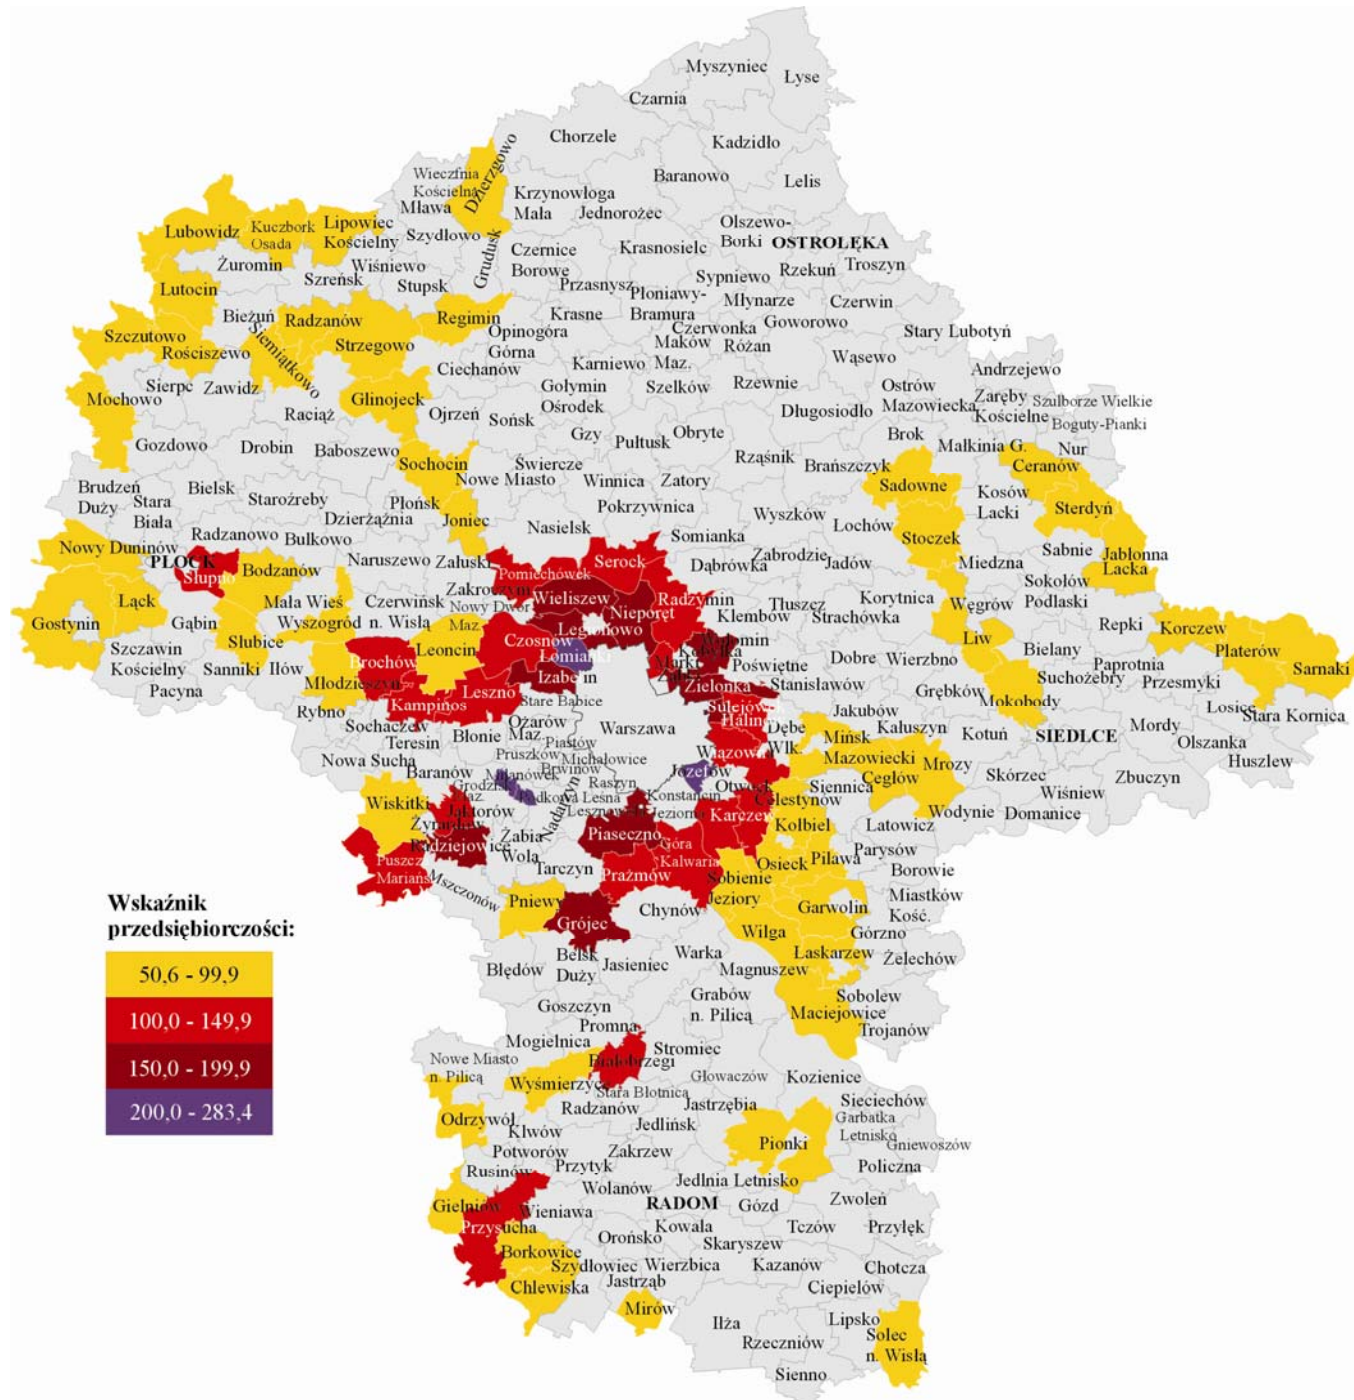 Myszyniec
Łyse
Czarnia
Chorzele
Kadzidło
Baranowo
Lelis
Wieczfnia
Kościelna
Dzierzgowo
Mława
Krzynowłoga
Mała
Jednorożec
Olszewo-
Borki
OSTROŁĘKA
Lubowidz
Kuczbork
Osada
Lipowiec
Kościelny
Szydłowo
Grudusk
Czernice
Borowe
Krasnosielc
Troszyn
Żuromin
Wiśniewo
Szreńsk
Stupsk
Przasnysz
Sypniewo
Rzekuń
Lutocin
Płoniawy-
Bramura
Młynarze
Czerwin
Bieżuń
Radzanów
Regimin
Opinogóra
Górna
Krasne
Czerwonka
Goworowo
Stary Lubotyń
Szczutowo
Rościszewo
Siemiątkowo
Strzegowo
Maków
Maz.
Różan
Wąsewo
Ciechanów
Karniewo
Andrzejewo
Sierpc
Zawidz
Mochowo
Raciąż
Glinojeck
Ojrzeń
Sońsk
Gołymin
Ośrodek
Szelków
Rzewnie
Ostrów
Mazowiecka
Zaręby
Kościelne
Szulborze Wielkie
Boguty-Pianki
Długosiodło
Gozdowo
Drobin
Baboszewo
Gzy
Pułtusk
Obryte
Brok
Małkinia G.
Nur
Ceranów
Sochocin
Nowe Miasto
Świercze
Winnica
Zatory
Rząśnik
Brańszczyk
Sadowne
Kosów
Lacki
Sterdyń
Brudzeń
Duży
Stara
Biała
Bielsk
Staroźreby
Płońsk
Joniec
Pokrzywnica
Wyszków
Dzierżążnia
Nasielsk
Somianka
Lochów
Stoczek
Radzanowo
Bulkowo
Nowy Duninów
PŁOCK
Słupno
Bodzanów
Naruszewo
Załuski
Pomiechówek
Serock
Dąbrówka
Zabrodzie
Jadów
Miedzna
Sabnie
Jabłonna
Lacka
Sokołów
Podlaski
Zakroczym
Wieliszew
Nieporęt
Radzymin
Klembów
Tłuszcz
Strachówka
Korytnica
Węgrów
Łąck
Mała Wieś
Wyszogród
Czerwińsk
n. Wisłą
Nowy Dwór
Maz.
Gostynin
Gąbin
Słubice
Legionowo
Repki
Korczew
Szczawin
Kościelny
Sanniki
Iłów
Brochów
Leoncin
Czosnów
Łomianki
Wołomin
Kobyłka
Marki
Ząbki
Poświętne
Dobre
Wierzbno
Liw
Bielany
Platerów
Sarnaki
Pacyna
Młodzieszyn
Kampinos
Leszno
Izabelin
Zielonka
Stanisławów
Suchożebry
Paprotnia
Przesmyki
Rybno
Stare Babice
Grębków
Mokobody
Łosice
Stara Kornica
Sochaczew
Teresin
Błonie
Ożarów
Maz.
Warszawa
Sulejówek
Halinów
Dębe
Wlk.
Jakubów
Kałuszyn
Kotuń
SIEDLCE
Mordy
Olszanka
Huszlew
Nowa Sucha
Piastów
Pruszków
Michałowice
Wiązowna
Mińsk
Mazowiecki
Mrozy
Baranów
Milanówek
Brwinów
Raszyn
Józefów
Otwock
Cegłów
Siennica
Skórzec
Wiśniew
Zbuczyn
Grodzisk
Maz.
Podkowa Leśna
Lesznowola
Konstancin
Jeziorna
Celestynów
Wodynie
Domanice
Wiskitki
Jaktorów
Żyrardów
Radziejowice
Nadarzyn
Piaseczno
Karczew
Kołbiel
Latowicz
Żabia
Wola
Góra
Kalwaria
Osieck
Pilawa
Parysów
Puszcza
Mariańska
Tarczyn
Prażmów
Sobienie
Jeziory
Borowie
Mszczonów
Pniewy
Miastków
Kość.
Garwolin
Grójec
Chynów
Wilga
Górzno
Wskaźnik
przedsiębiorczości:
50,6 - 99,9
100,0 - 149,9
150,0 - 199,9
200,0 - 283,4
Błędów
Belsk
Duży
Jasieniec
Warka
Magnuszew
Łaskarzew
Żelechów
Goszczyn
Grabów
n. Pilicą
Sobolew
Maciejowice
Trojanów
Promna
Mogielnica
Nowe Miasto
n. Pilicą
Białobrzegi
Stromiec
Wyśmierzyce
Stara Błotnica
Głowaczów
Kozienice
Sieciechów
Radzanów
Jastrzębia
Garbatka
Letnisko
Gniewoszów
Odrzywół
Klwów
Jedlińsk
Pionki
Potworów
Zakrzew
Policzna
Rusinów
Przytyk
Wolanów
Jedlnia Letnisko
RADOM
Gózd
Zwoleń
Gielniów
Wieniawa
Przysucha
Kowala
Tczów
Przyłęk
Orońsko
Skaryszew
Borkowice
Szydłowiec
Wierzbica
Kazanów
Chotcza
Chlewiska
Jastrząb
Ciepielów
Mirów
Iłża
Lipsko
Rzeczniów
Solec
n. Wisłą
Sienno